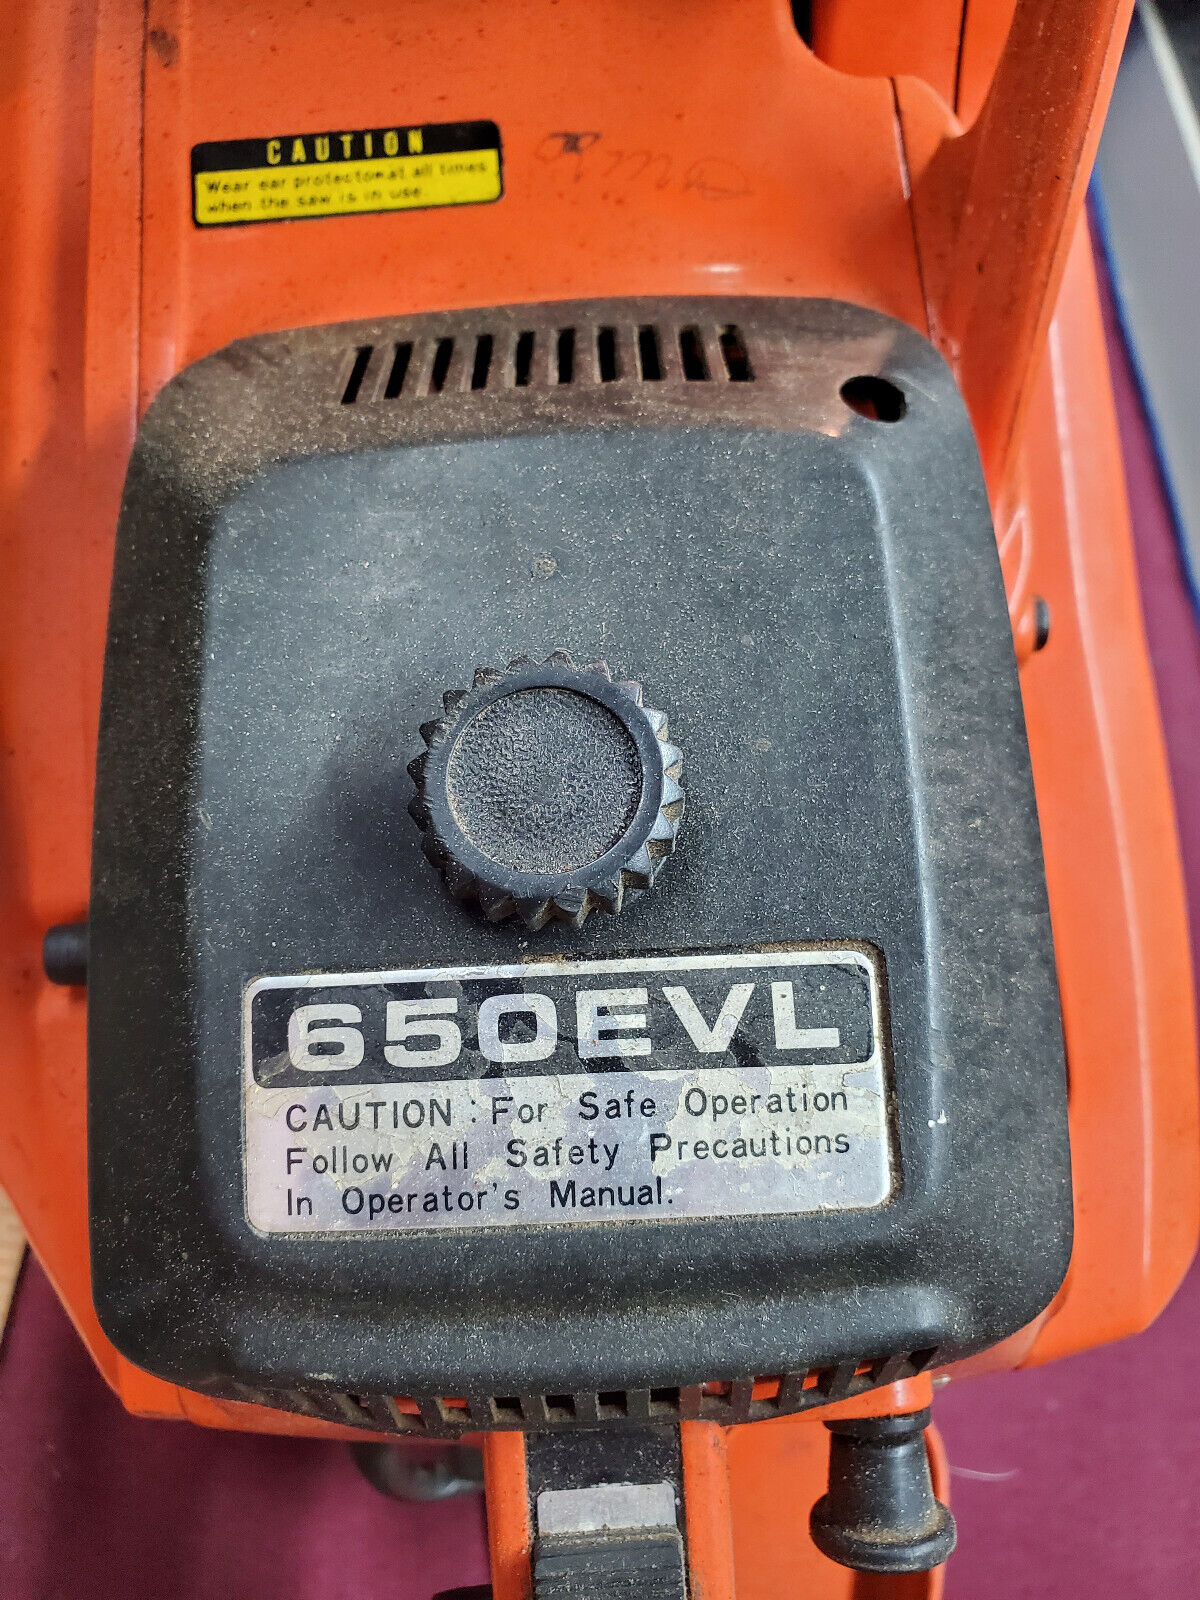 CAUTION
Wear ear protector at all times
when the saw is in use.
650EVL
CAUTION : For Safe Operation
Follow All Safety Precautions
In Operator's Manual.